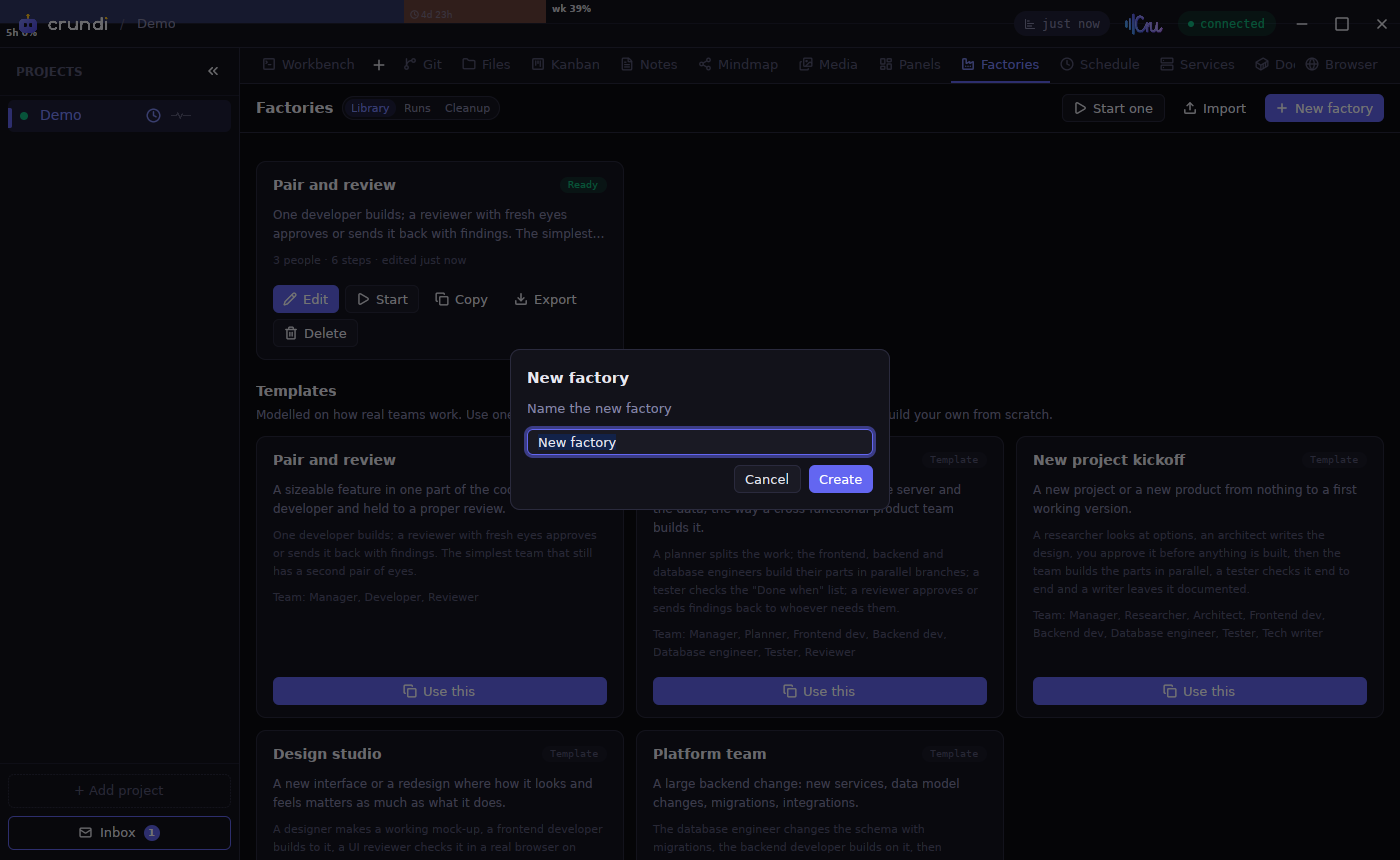 4d 23h
wk 39%
crundi / Demo
just now
Cru
connected
PROJECTS
Workbench
Git
Files
Kanban
Notes
Mindmap
Media
Panels
Factories
Schedule
Services
Browser
Demo
Factories
Library
Runs
Cleanup
Start one
Import
+ New factory
Pair and review
Ready
One developer builds; a reviewer with fresh eyes
approves or sends it back with findings. The simplest...
3 people · 6 steps · edited just now
Edit
Start
Copy
Export
Delete
New factory
Name the new factory
New factory
Cancel
Create
Templates
Modelled on how real teams work. Use one
uild your own from scratch.
Pair and review
A sizeable feature in one part of the co
developer and held to a proper review.
One developer builds; a reviewer with fresh eyes approves
or sends it back with findings. The simplest team that still
has a second pair of eyes.
Team: Manager, Developer, Reviewer
Use this
Template
e server and
the data, the way a cross-functional product team
builds it.
A planner splits the work; the frontend, backend and
database engineers build their parts in parallel branches; a
tester checks the "Done when" list; a reviewer approves or
sends findings back to whoever needs them.
Team: Manager, Planner, Frontend dev, Backend dev,
Database engineer, Tester, Reviewer
Use this
New project kickoff
Template
A new project or a new product from nothing to a first
working version.
A researcher looks at options, an architect writes the
design, you approve it before anything is built, then the
team builds the parts in parallel, a tester checks it end to
end and a writer leaves it documented.
Team: Manager, Researcher, Architect, Frontend dev,
Backend dev, Database engineer, Tester, Tech writer
Use this
Design studio
Template
A new interface or a redesign where how it looks and
feels matters as much as what it does.
A designer makes a working mock-up, a frontend developer
builds to it, a UI reviewer checks it in a real browser on
Platform team
Template
A large backend change: new services, data model
changes, migrations, integrations.
The database engineer changes the schema with
migrations, the backend developer builds on it, then
+ Add project
Inbox 1